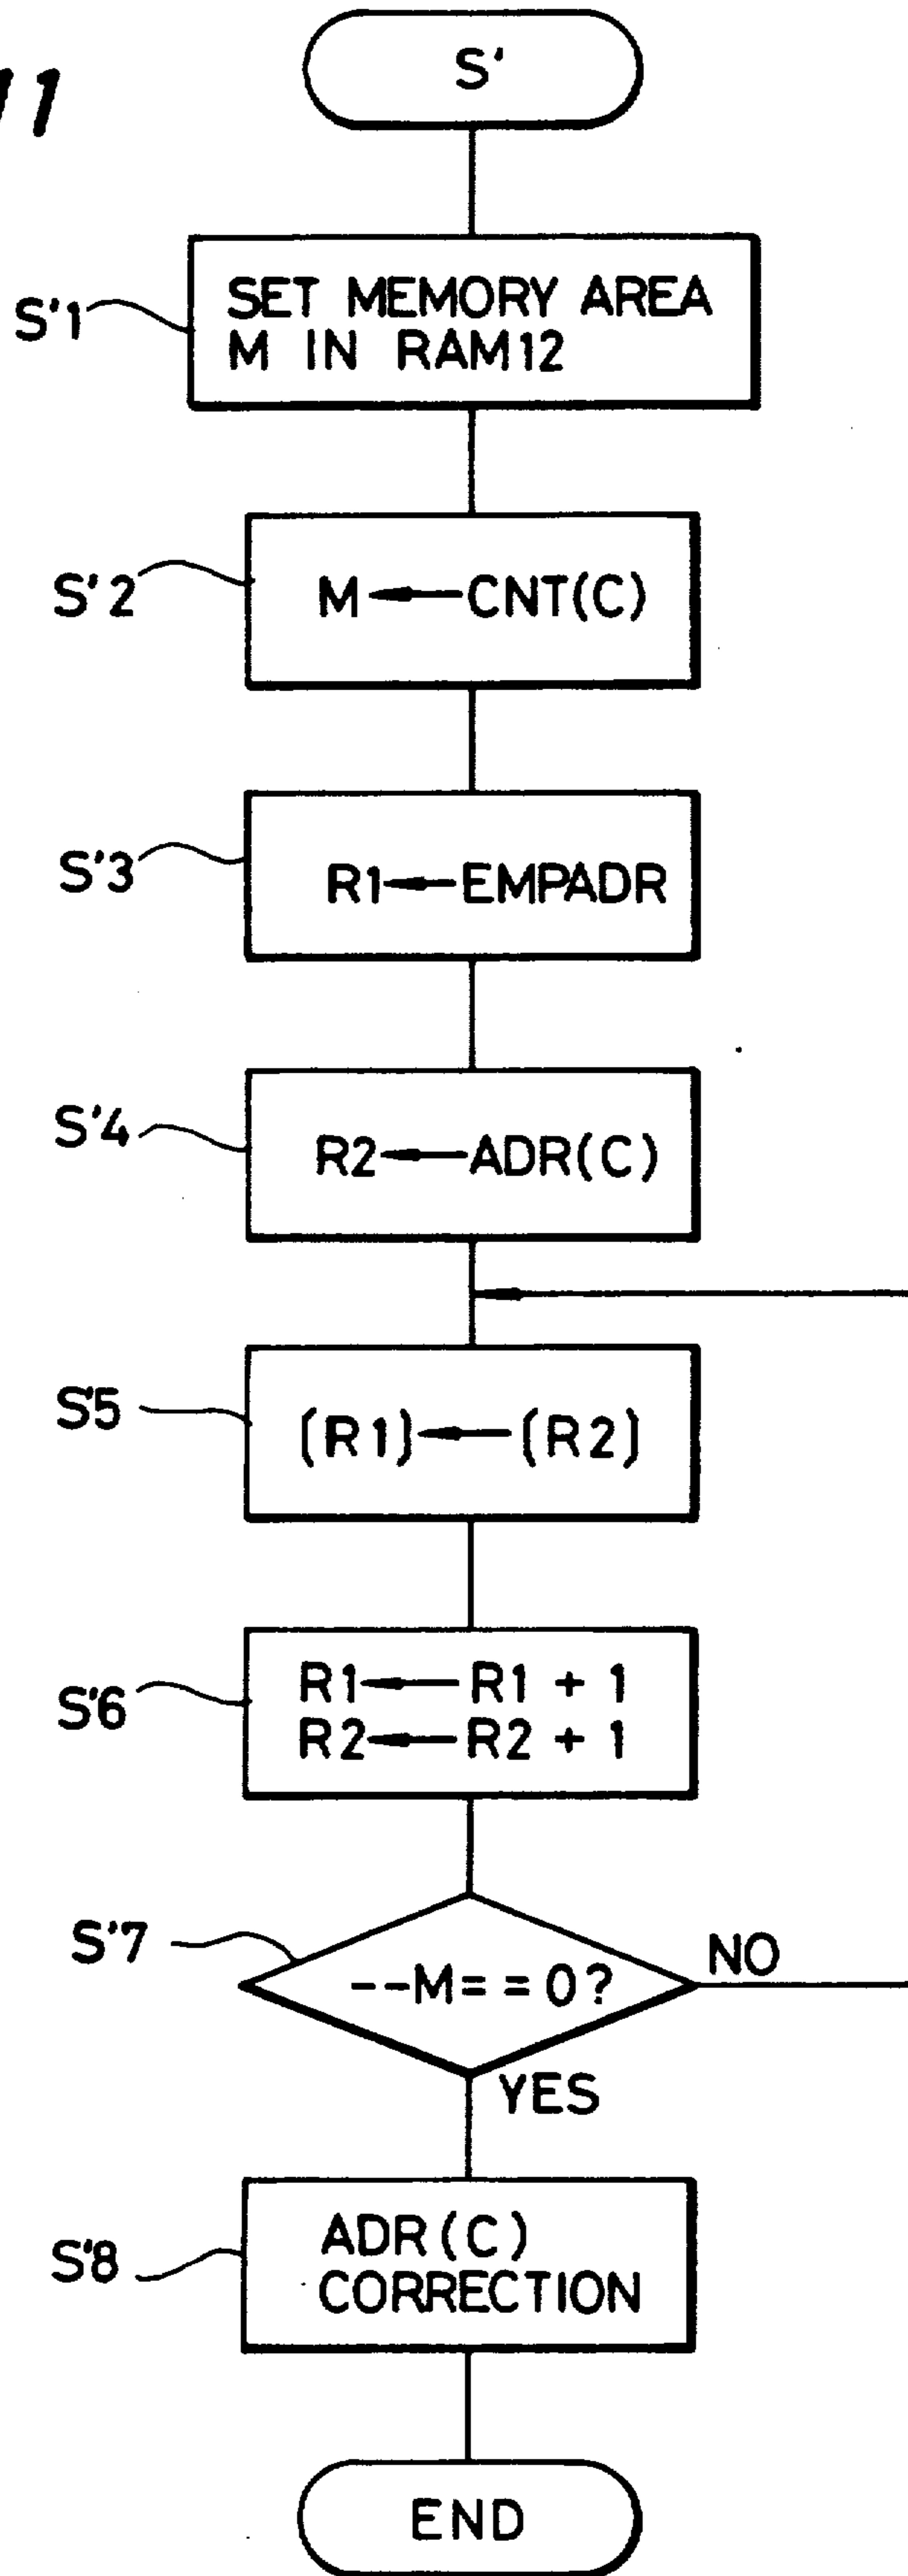 11
S'
S'1
SET MEMORY AREA
M IN RAM12
S'2
M←CNT(C)
S'3
R1←EMPADR
S'4
R2←ADR(C)
S'5
(R1)←(R2)
S'6
R1←R1 + 1
R2←R2 + 1
S'7
--M==0?
NO
YES
S'8
ADR(C)
CORRECTION
END